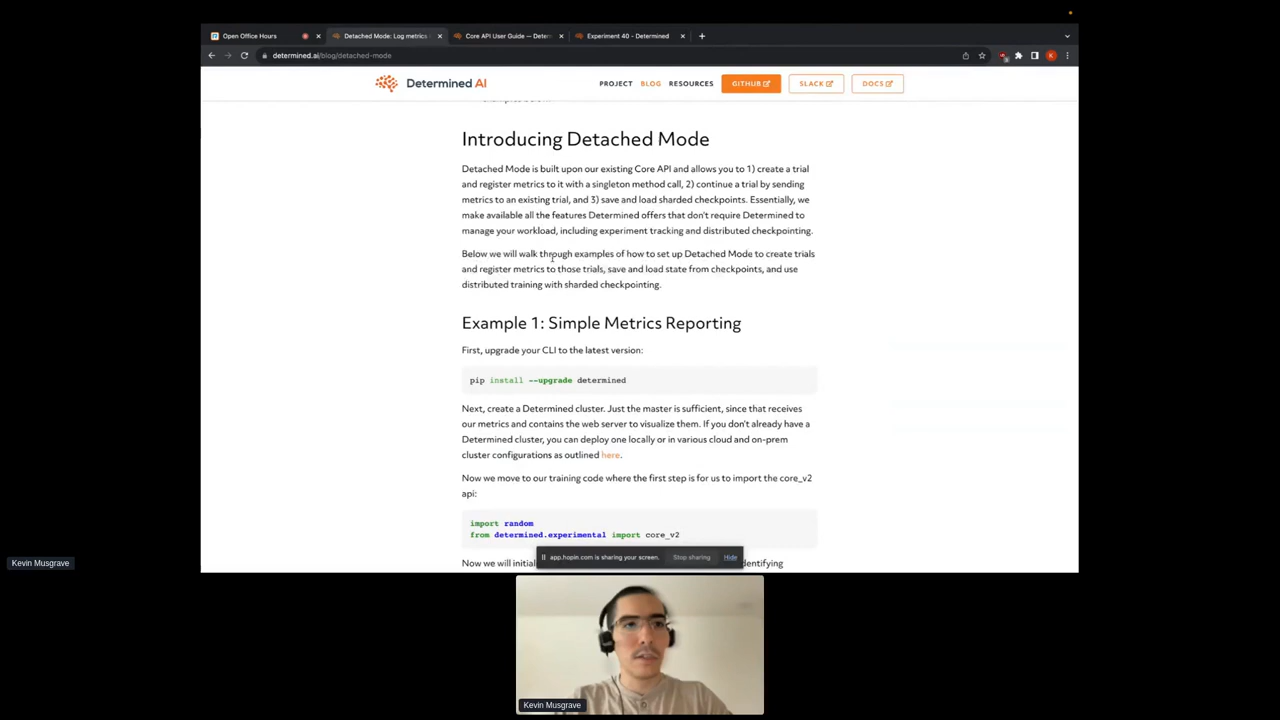 Open Office Hours
Detached Mode: Log metrics
Core API User Guide — Deter
Experiment 40 - Determined
determined.ai/blog/detached-mode
Determined AI
PROJECT
BLOG
RESOURCES
GITHUB
SLACK
DOCS
Introducing Detached Mode
Detached Mode is built upon our existing Core API and allows you to 1) create a trial
and register metrics to it with a singleton method call, 2) continue a trial by sending
metrics to an existing trial, and 3) save and load sharded checkpoints. Essentially, we
make available all the features Determined offers that don't require Determined to
manage your workload, including experiment tracking and distributed checkpointing.
Below we will walk through examples of how to set up Detached Mode to create trials
and register metrics to those trials, save and load state from checkpoints, and use
distributed training with sharded checkpointing.
Example 1: Simple Metrics Reporting
First, upgrade your CLI to the latest version:
pip install --upgrade determined
Next, create a Determined cluster. Just the master is sufficient, since that receives
our metrics and contains the web server to visualize them. If you don't already have a
Determined cluster, you can deploy one locally or in various cloud and on-prem
cluster configurations as outlined here.
Now we move to our training code where the first step is for us to import the core_v2
api:
import random
from determined.experimental import core_v2
app.hopin.com is sharing your screen.
Stop sharing
Hide
Now we will initial
dentifying
Kevin Musgrave
Kevin Musgrave